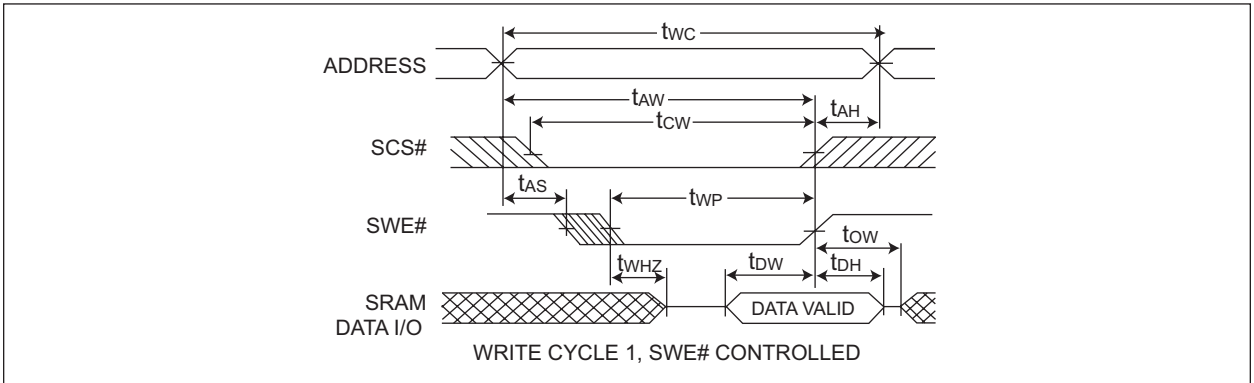 tWC
ADDRESS
tAW
tAH
tCW
SCS#
tAS
tWP
SWE#
tOW
tWHZ
tDW
tDH
SRAM
DATA I/O
DATA VALID
WRITE CYCLE 1, SWE# CONTROLLED